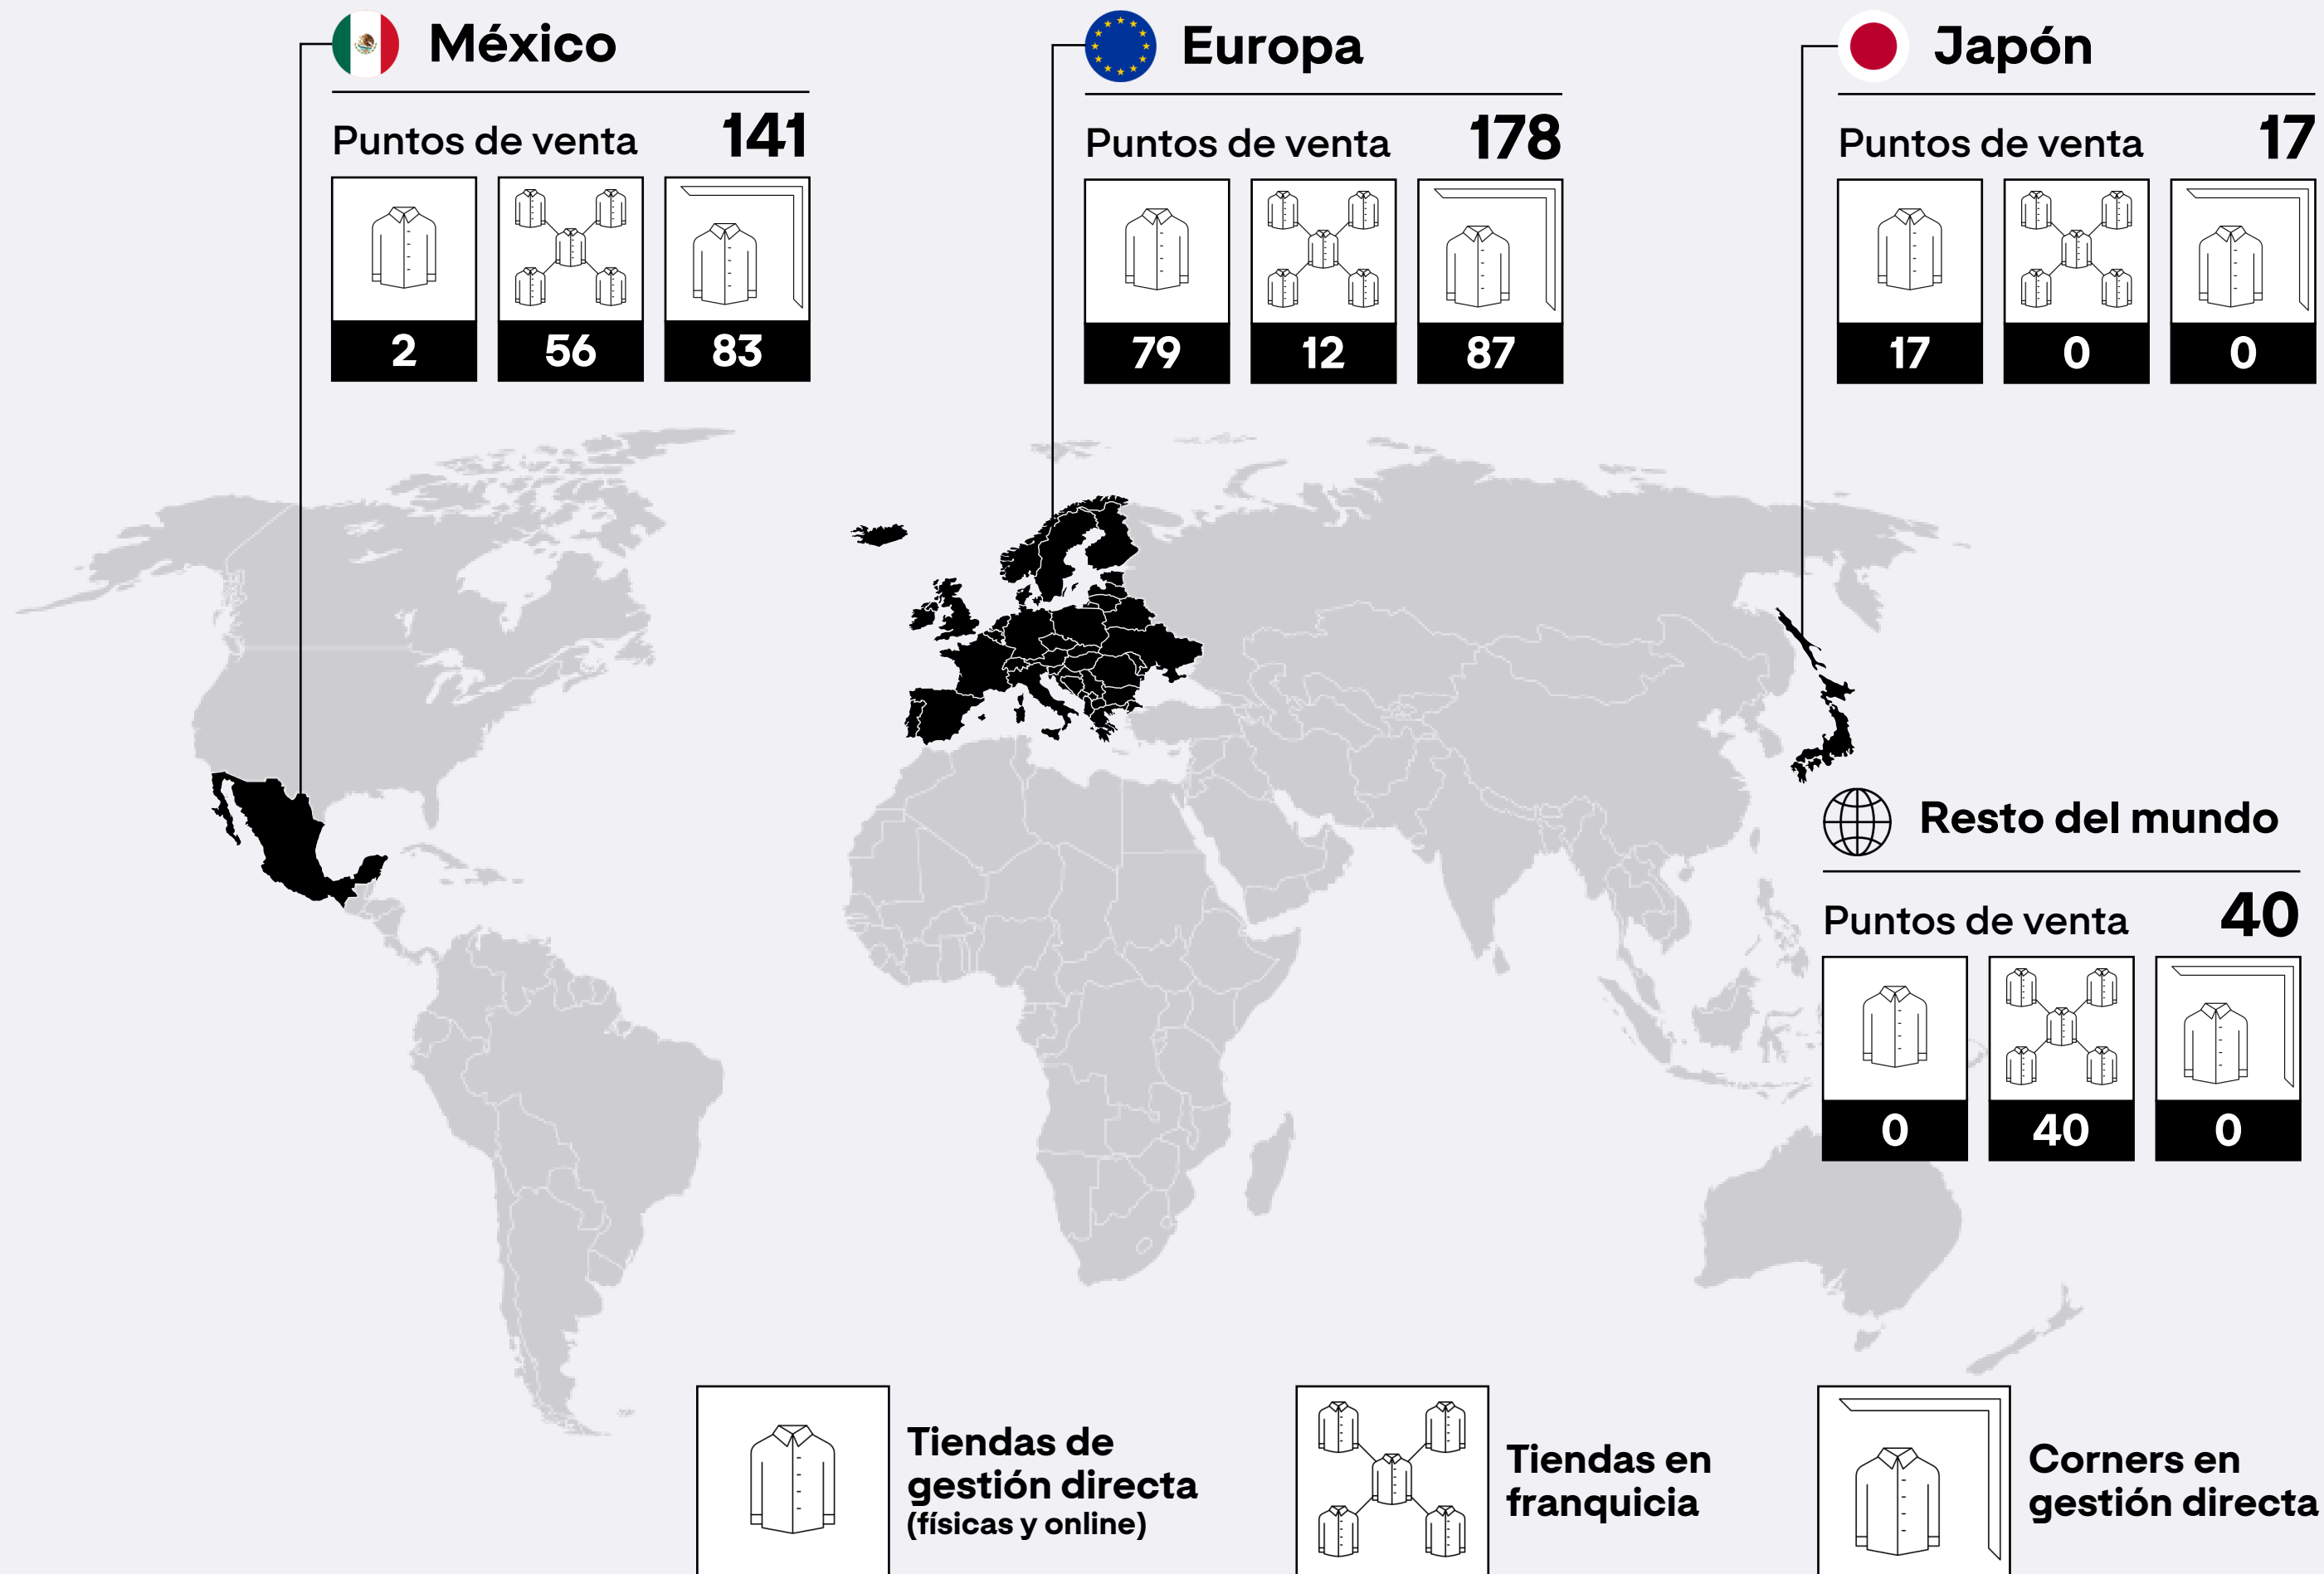 México
Puntos de venta 141
2 56 83
Europa
Puntos de venta 178
79 12 87
Japón
Puntos de venta 17
17 0 0
Resto del mundo
Puntos de venta 40
0 40 0
Tiendas de
gestión directa
(físicas y online)
Tiendas en
franquicia
Corners en
gestión directa